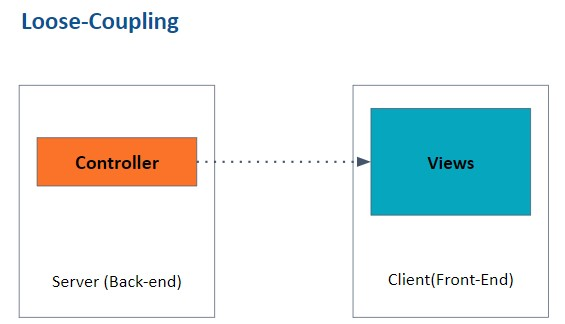 Loose-Coupling
Controller
Views
Server (Back-end)
Client(Front-End)